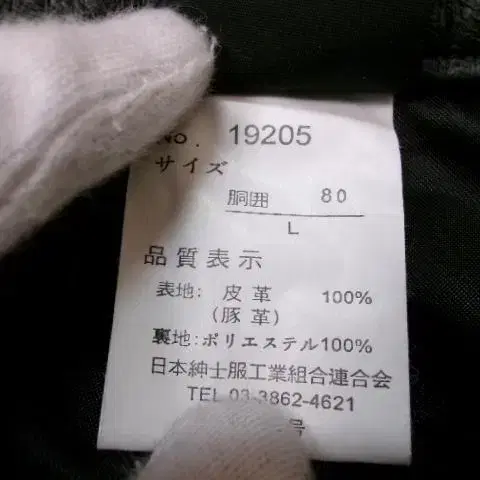 No. 19205
サイズ
胴囲 80
L
品質表示
表地: 皮革 100%
(豚革)
裏地:ポリエステル100%
日本紳士服工業組合連合会
TEL 03-3862-4621
号